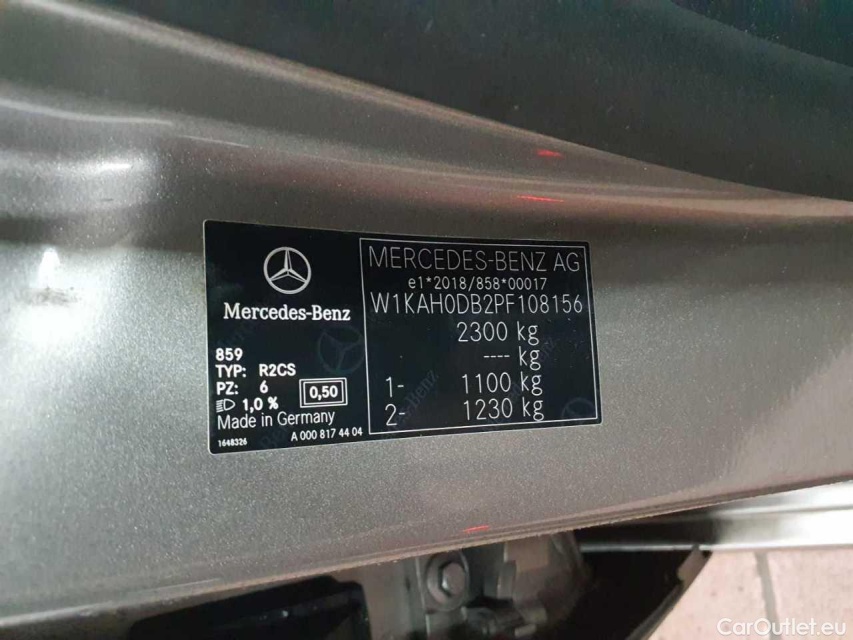 Mercedes-Benz
859
TYP: R2CS
PZ: 6
0,50
1,0 %
Made in Germany
1648326
A 000 817 44 04
MERCEDES-BENZ AG
e1*2018/858*00017
W1KAH0DB2PF108156
2300 kg
---- kg
1- 1100 kg
2- 1230 kg
CarOutlet.eu